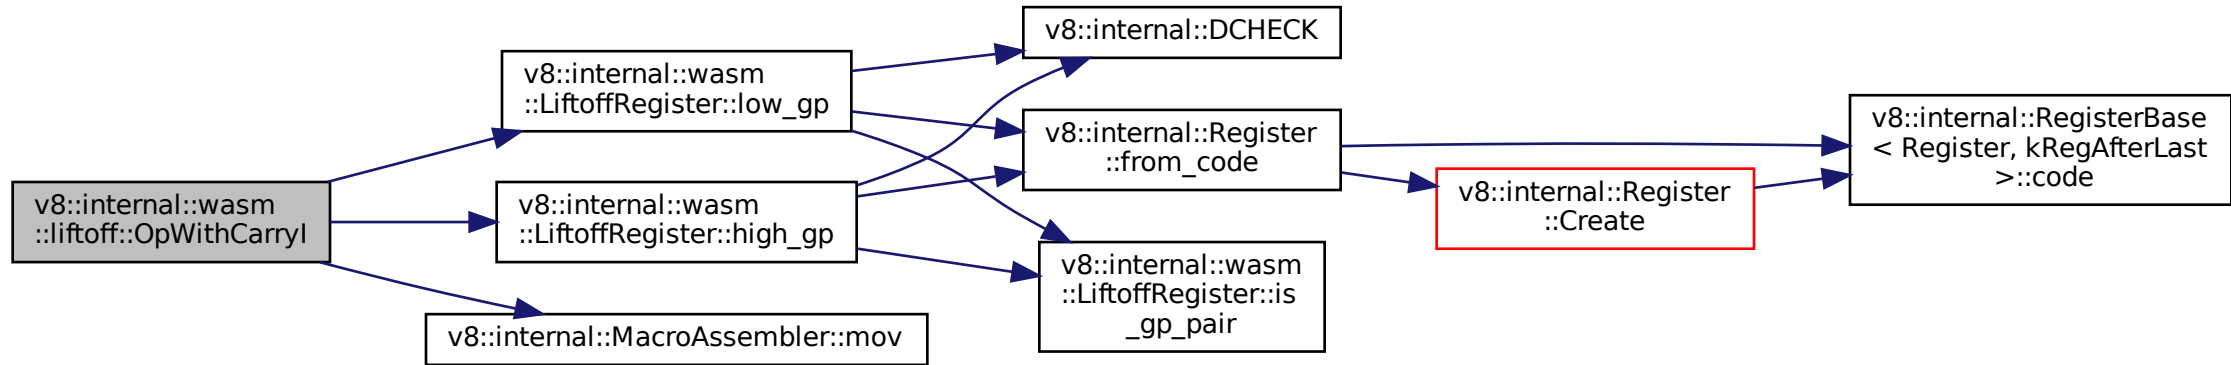 v8::internal::wasm
::liftoff::OpWithCarryI
v8::internal::wasm
::LiftoffRegister::low_gp
v8::internal::wasm
::LiftoffRegister::high_gp
v8::internal::MacroAssembler::mov
v8::internal::DCHECK
v8::internal::Register
::from_code
v8::internal::wasm
::LiftoffRegister::is
_gp_pair
v8::internal::Register
::Create
v8::internal::RegisterBase
< Register, kRegAfterLast
>::code